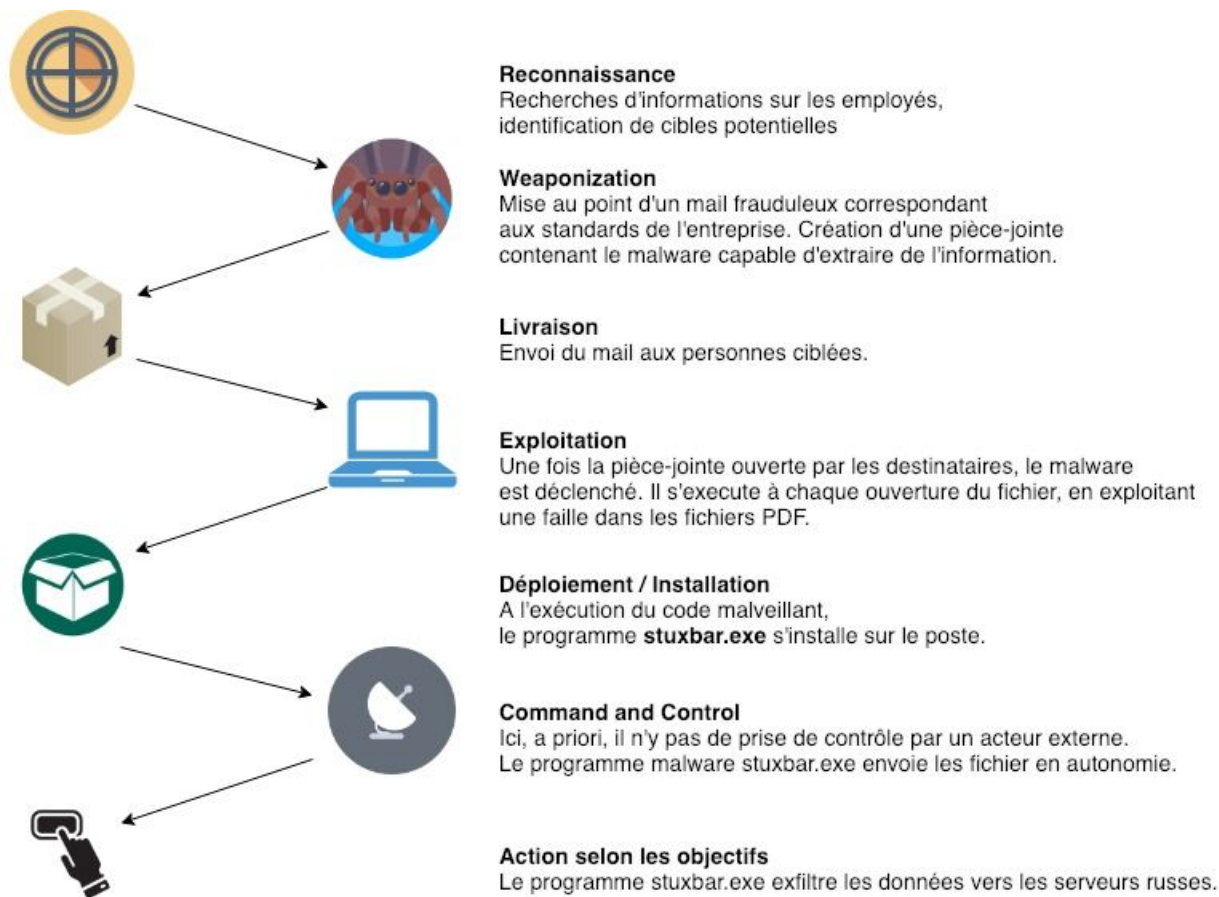 Reconnaissance
Recherches d'informations sur les employés,
identification de cibles potentielles
Weaponization
Mise au point d'un mail frauduleux correspondant
aux standards de l'entreprise. Création d'une pièce-jointe
contenant le malware capable d'extraire de l'information.
Livraison
Envoi du mail aux personnes ciblées.
Exploitation
Une fois la pièce-jointe ouverte par les destinataires, le malware
est déclenché. Il s'execute à chaque ouverture du fichier, en exploitant
une faille dans les fichiers PDF.
Déploiement / Installation
A l'exécution du code malveillant,
le programme stuxbar.exe s'installe sur le poste.
Command and Control
Ici, a priori, il n'y pas de prise de contrôle par un acteur externe.
Le programme malware stuxbar.exe envoie les fichier en autonomie.
Action selon les objectifs
Le programme stuxbar.exe exfiltre les données vers les serveurs russes.